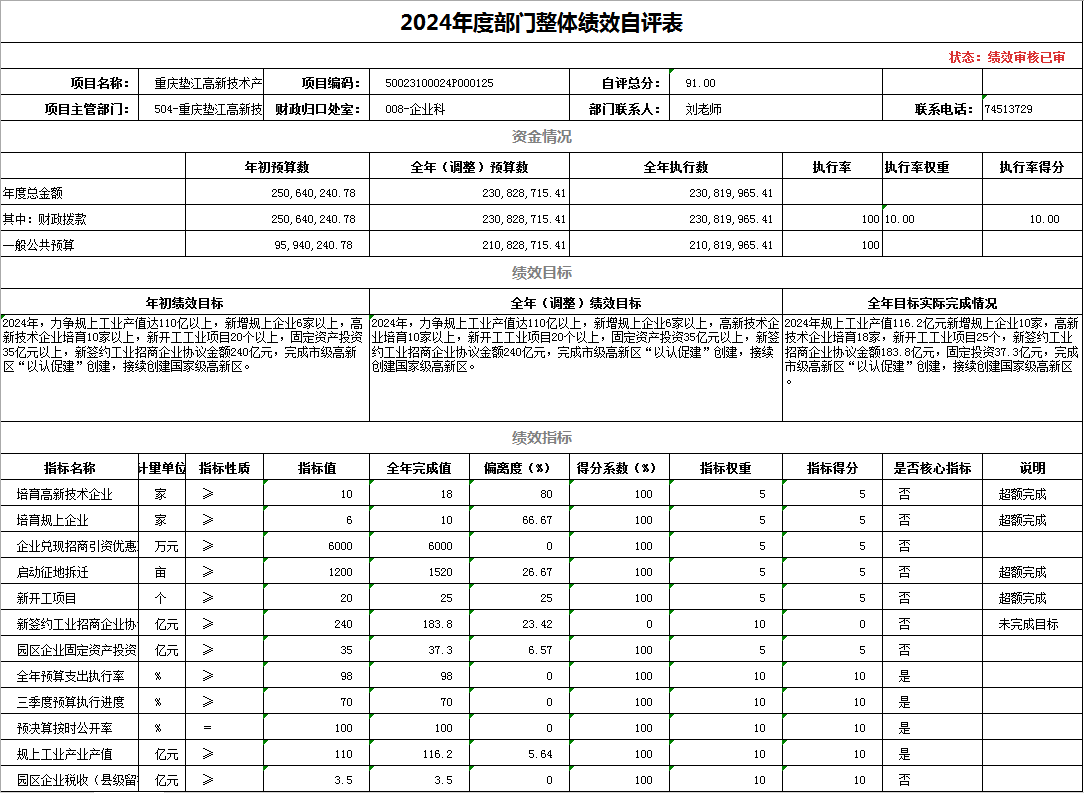 2024年度部门整体绩效自评表
状态：绩效审核已审
项目名称： 重庆垫江高新技术产 项目编码： 50023100024P000125 自评总分： 91.00
项目主管部门： 504-重庆垫江高新技 财政归口处室： 008-企业科 部门联系人： 刘老师 联系电话： 74513729
资金情况
年初预算数 全年（调整）预算数 全年执行数 执行率 执行率权重 执行率得分
年度总金额 250,640,240.78 230,828,715.41 230,819,965.41
其中：财政拨款 250,640,240.78 230,828,715.41 230,819,965.41 100 10.00 10.00
一般公共预算 95,940,240.78 210,828,715.41 210,819,965.41 100
绩效目标
年初绩效目标 全年（调整）绩效目标 全年目标实际完成情况
2024年，力争规上工业产值达110亿以上，新增规上企业6家以上，高
新技术企业培育10家以上，新开工工业项目20个以上，固定资产投资
35亿元以上，新签约工业招商企业协议金额240亿元，完成市级高新
区“以认促建”创建，接续创建国家级高新区。
2024年，力争规上工业产值达110亿以上，新增规上企业6家以上，高新技术企
业培育10家以上，新开工工业项目20个以上，固定资产投资35亿元以上，新签
约工业招商企业协议金额240亿元，完成市级高新区“以认促建”创建，接续
创建国家级高新区。
2024年规上工业产值116.2亿元新增规上企业10家，高新
技术企业培育18家，新开工工业项目25个，新签约工业
招商企业协议金额183.8亿元，固定投资37.3亿元，完成
市级高新区“以认促建”创建，接续创建国家级高新区
。
绩效指标
指标名称 计量单位 指标性质 指标值 全年完成值 偏离度（%） 得分系数（%） 指标权重 指标得分 是否核心指标 说明
培育高新技术企业 家 ≥ 10 18 80 100 5 5 否 超额完成
培育规上企业 家 ≥ 6 10 66.67 100 5 5 否 超额完成
企业兑现招商引资优惠 万元 ≥ 6000 6000 0 100 5 5 否
启动征地拆迁 亩 ≥ 1200 1520 26.67 100 5 5 否 超额完成
新开工项目 个 ≥ 20 25 25 100 5 5 否 超额完成
新签约工业招商企业协 亿元 ≥ 240 183.8 23.42 0 10 0 否 未完成目标
园区企业固定资产投资 亿元 ≥ 35 37.3 6.57 100 5 5 否
全年预算支出执行率 % ≥ 98 98 0 100 10 10 是
三季度预算执行进度 % ≥ 70 70 0 100 10 10 是
预决算按时公开率 % = 100 100 0 100 10 10 是
规上工业产业产值 亿元 ≥ 110 116.2 5.64 100 10 10 是
园区企业税收（县级留 亿元 ≥ 3.5 3.5 0 100 10 10 否